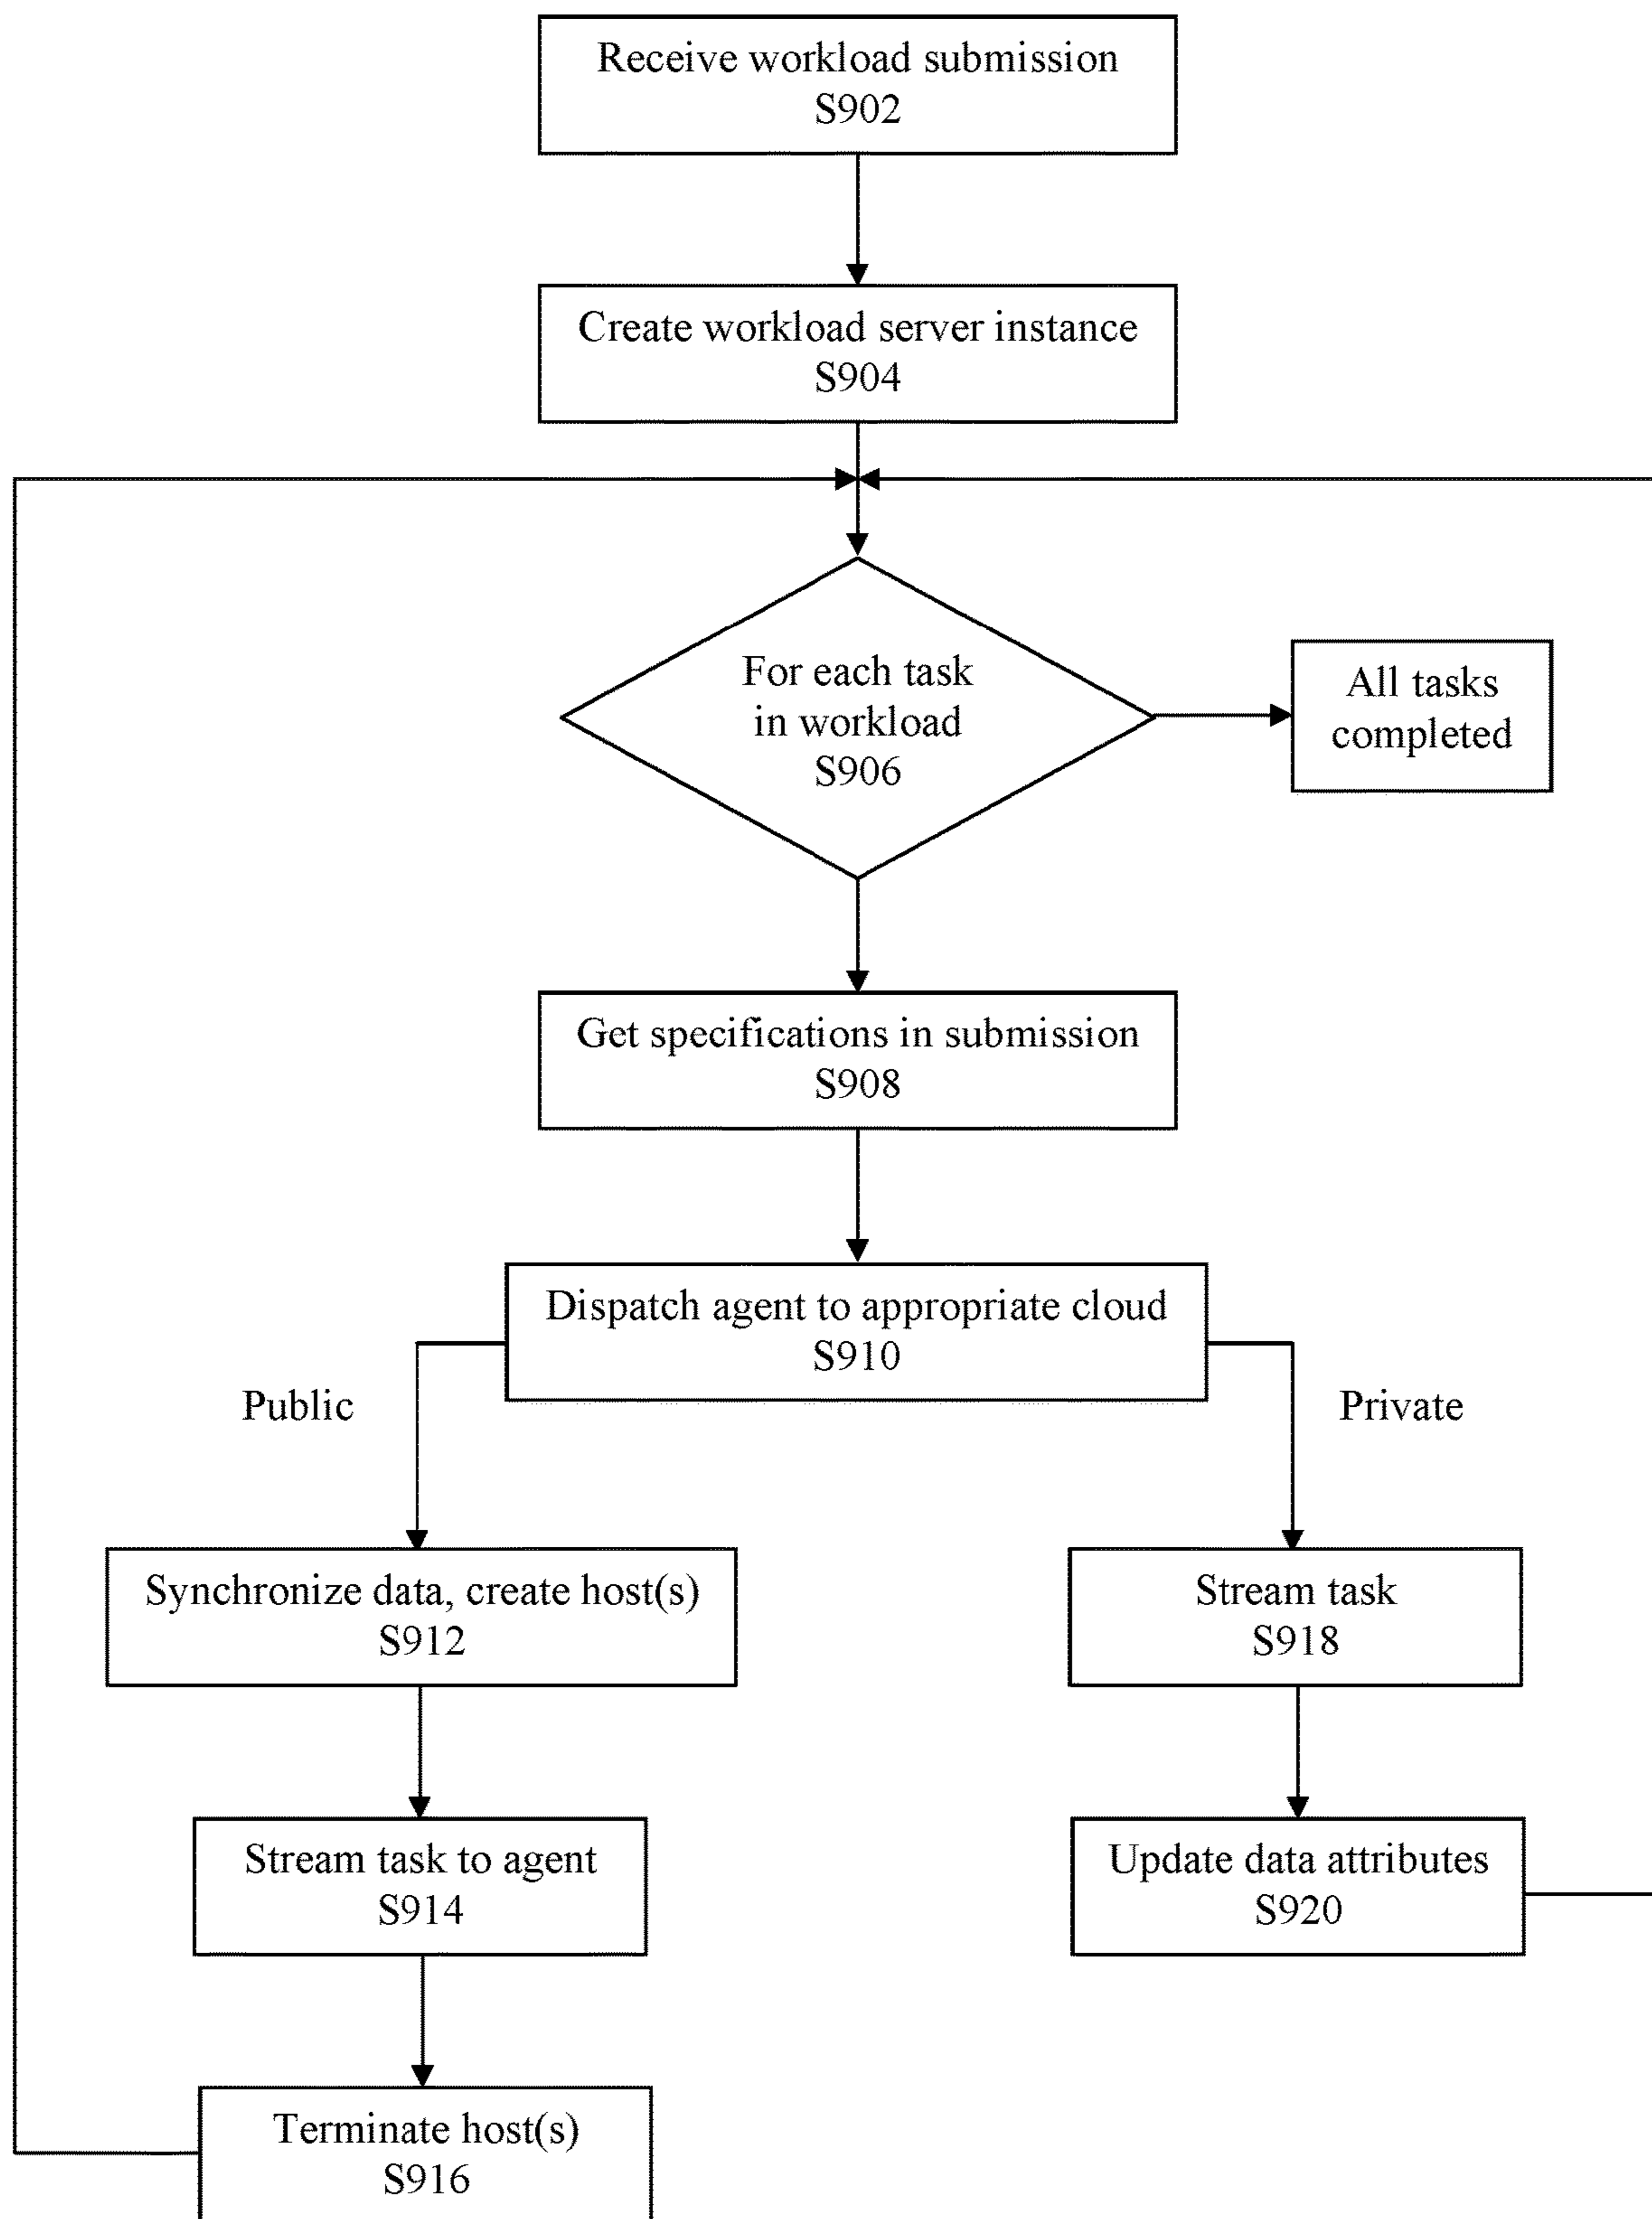 Receive workload submission
S902
Create workload server instance
S904
For each task
in workload
S906
All tasks
completed
Get specifications in submission
S908
Dispatch agent to appropriate cloud
S910
Public
Private
Synchronize data, create host(s)
S912
Stream task
S918
Stream task to agent
S914
Update data attributes
S920
Terminate host(s)
S916